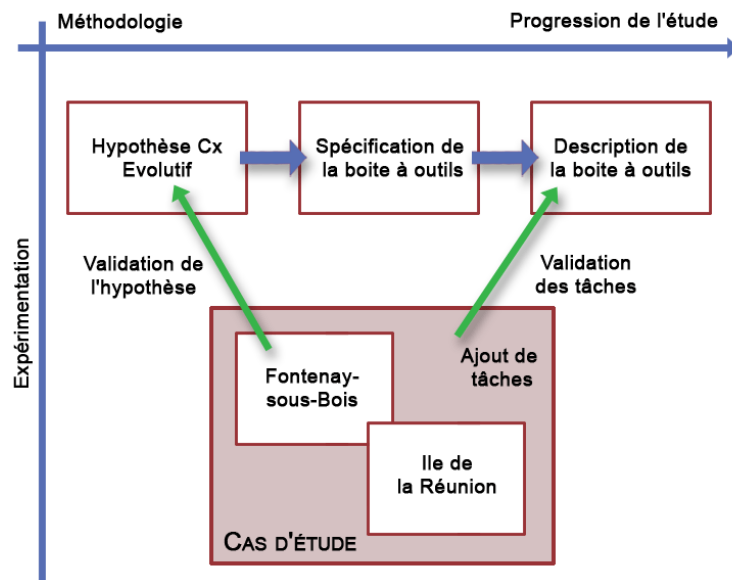 Méthodologie
Progression de l'étude
Expérimentation
Hypothèse Cx
Evolutif
Spécification de
la boite à outils
Description de
la boite à outils
Validation de
l'hypothèse
Validation
des tâches
Fontenay-
sous-Bois
Ajout de
tâches
Ile de
la Réunion
CAS D'ÉTUDE